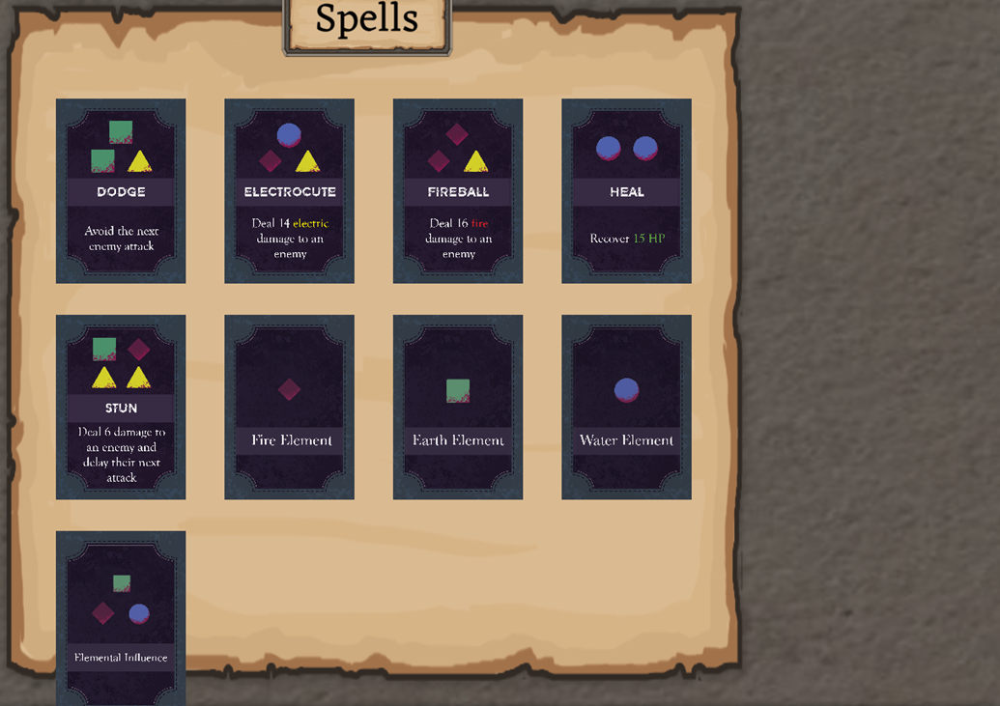 Spells
DODGE
Avoid the next
enemy attack
ELECTROCUTE
Deal 14 electric
damage to an
enemy
FIREBALL
Deal 16 fire
damage to an
enemy
HEAL
Recover 15 HP
STUN
Deal 6 damage to
an enemy and
delay their next
attack
Fire Element
Earth Element
Water Element
Elemental Influence